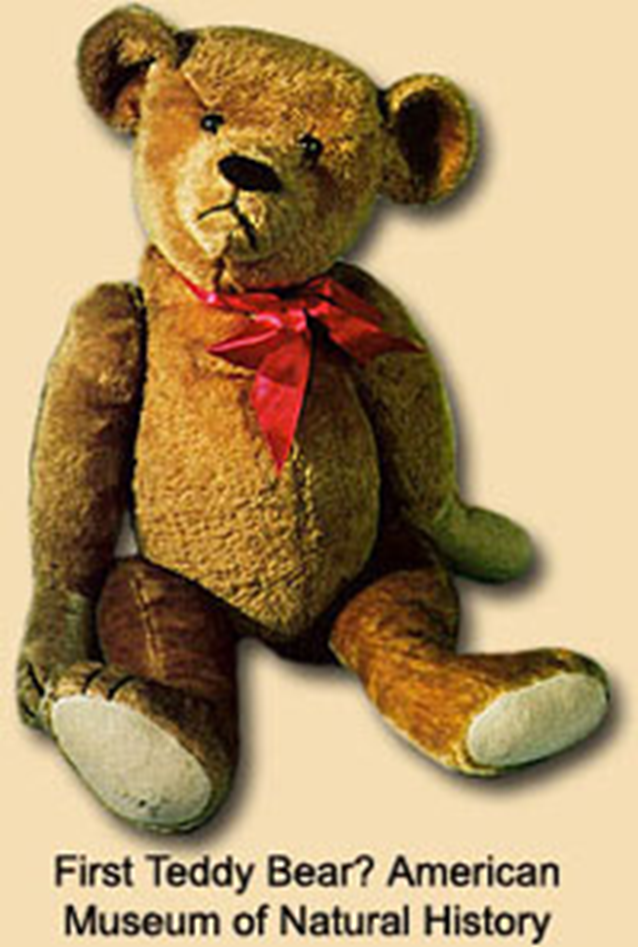 First Teddy Bear? American
Museum of Natural History